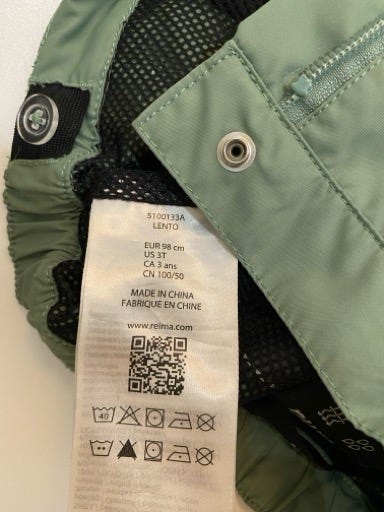 5100133A
LENTO
EUR 98 cm
US 3T
CA 3 ans
CN 100/50
MADE IN CHINA
FABRIQUE EN CHINE
www.reima.com
40